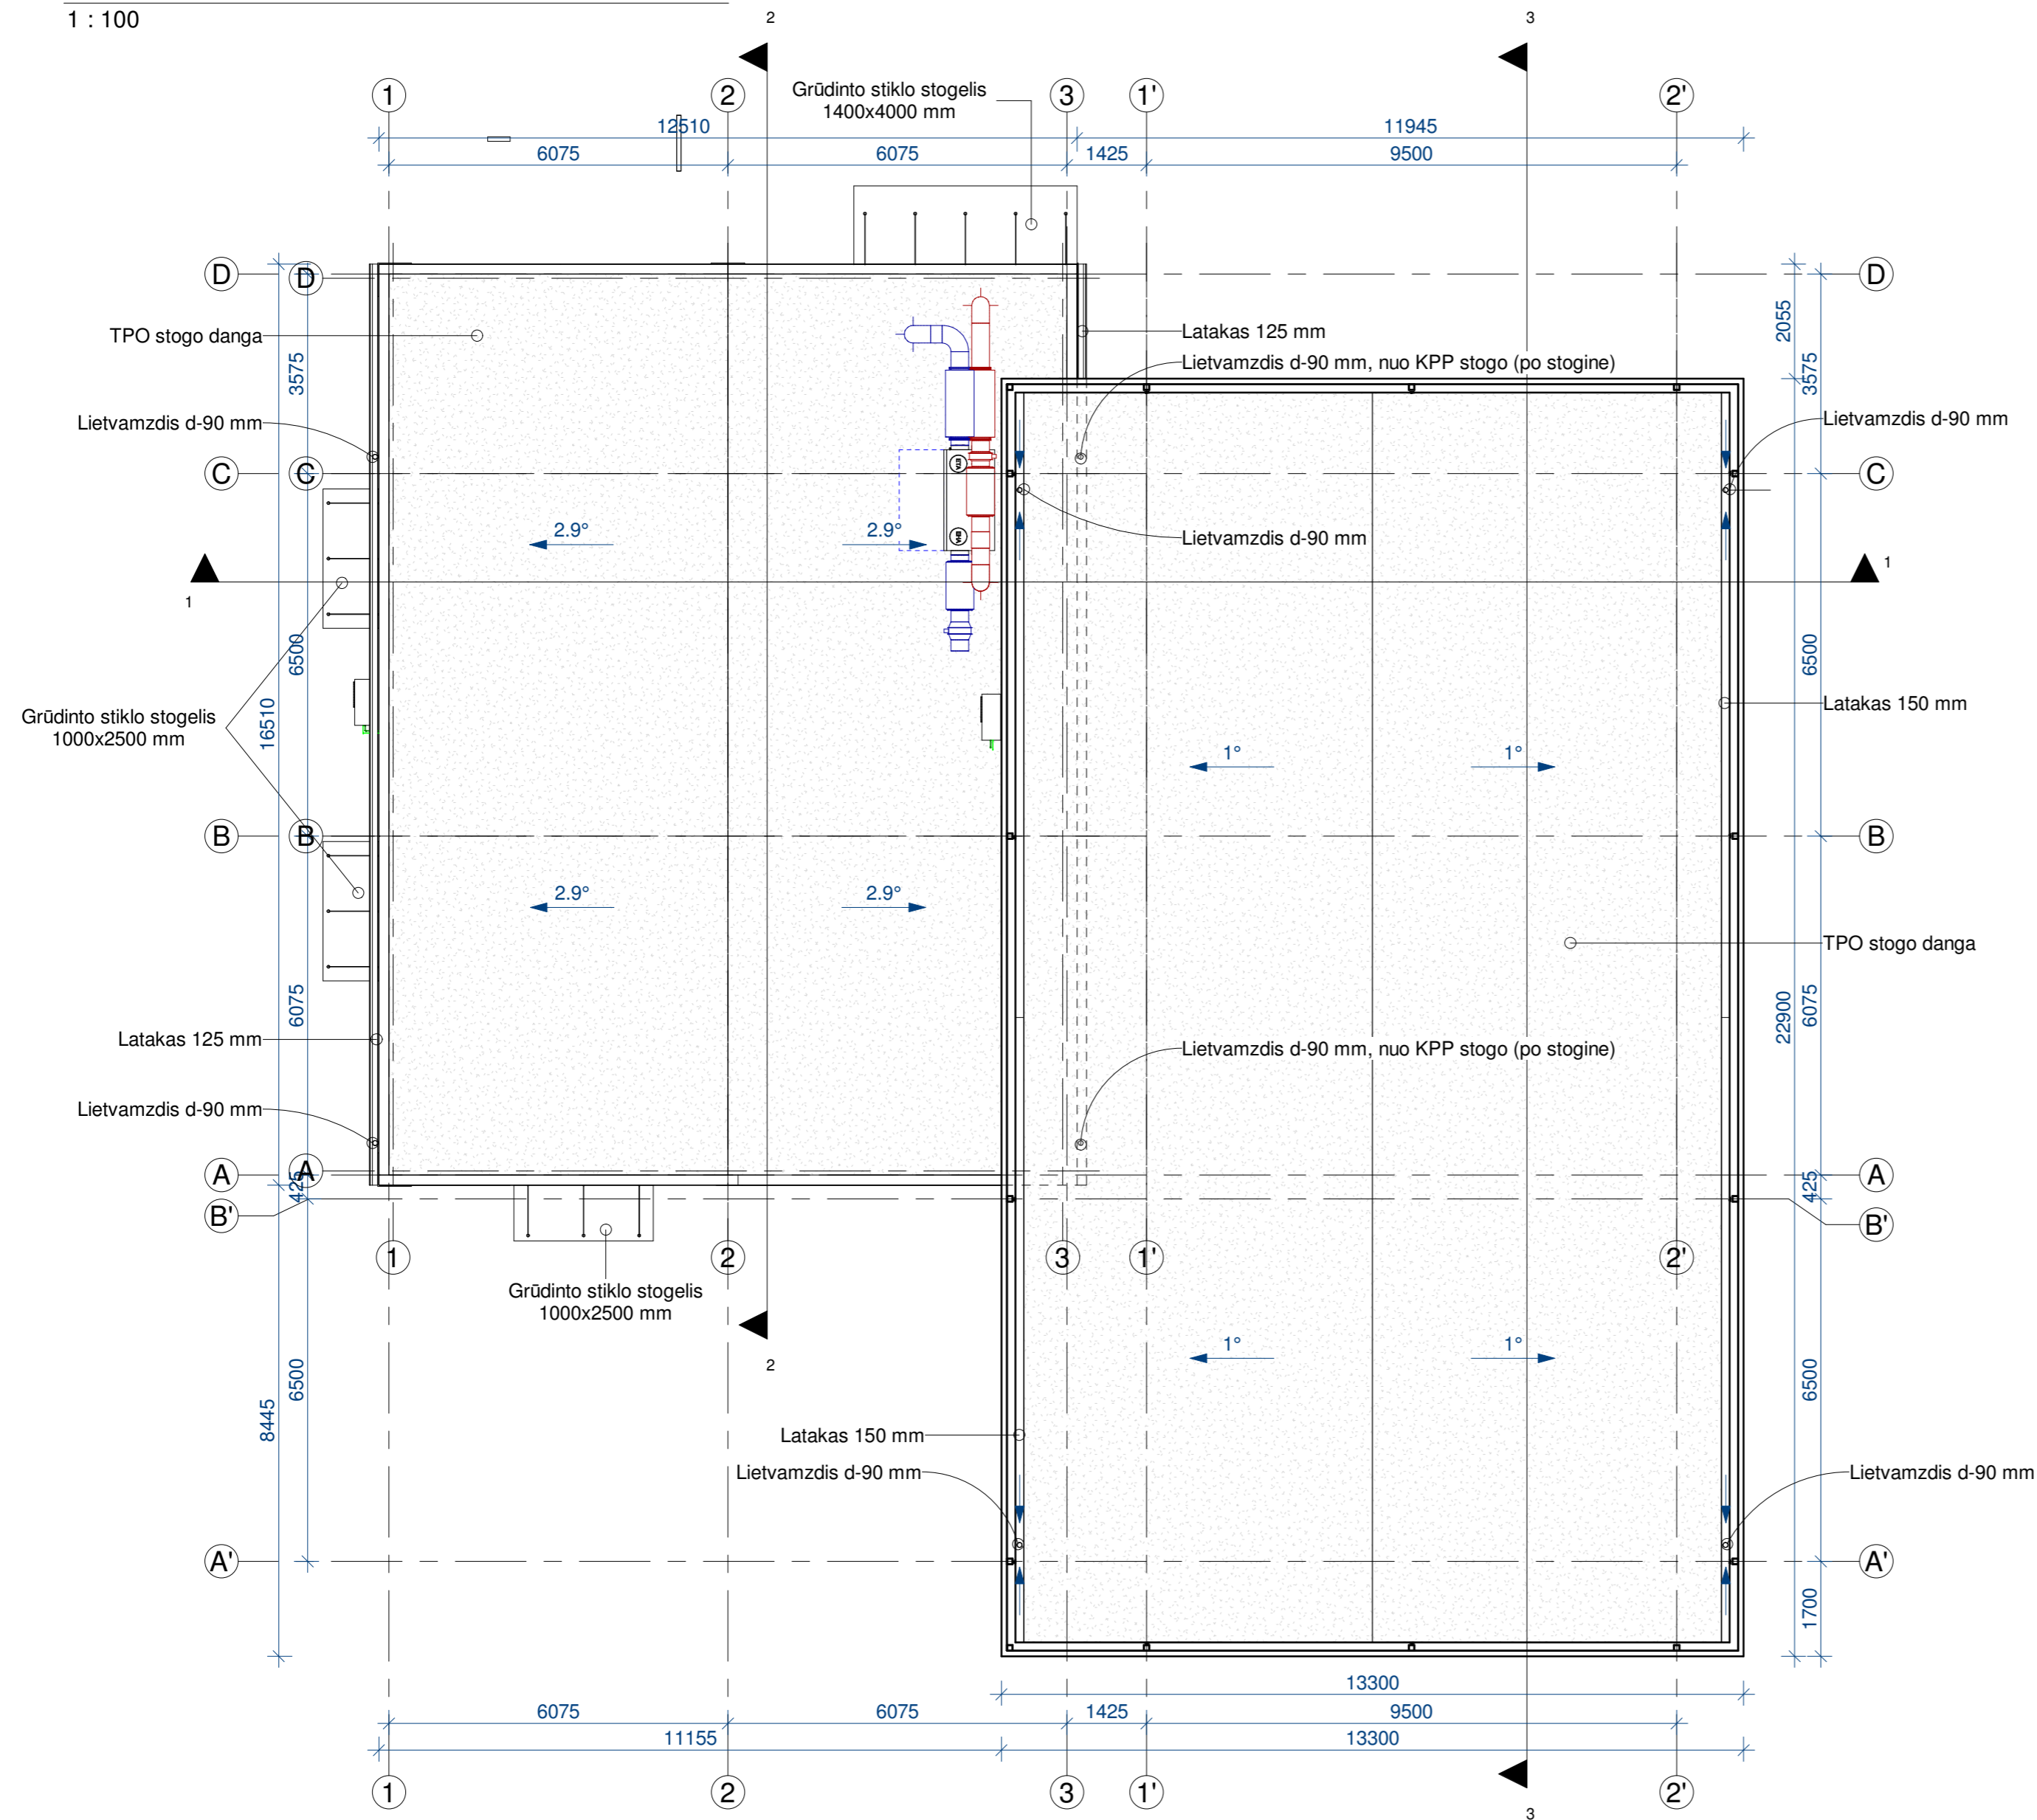 1 : 100
2
3
1
2
3
1'
2'
Grūdinto stiklo stogelis
1400x4000 mm
12510
11945
6075
6075
1425
9500
D
D
D
TPO stogo danga
Latakas 125 mm
Lietvamzdis d-90 mm, nuo KPP stogo (po stogine)
2055
3575
3575
Lietvamzdis d-90 mm
Lietvamzdis d-90 mm
C
C
C
ETA
EHA
Lietvamzdis d-90 mm
2.9°
2.9°
1
1
6500
6500
16510
Grūdinto stiklo stogelis
1000x2500 mm
Latakas 150 mm
1°
1°
B
B
B
2.9°
2.9°
TPO stogo danga
6075
6075
22900
Latakas 125 mm
Lietvamzdis d-90 mm, nuo KPP stogo (po stogine)
Lietvamzdis d-90 mm
A
A
A
425
425
B'
B'
1
2
3
1'
2'
Grūdinto stiklo stogelis
1000x2500 mm
2
1°
1°
6500
6500
8445
Latakas 150 mm
Lietvamzdis d-90 mm
Lietvamzdis d-90 mm
A'
A'
1700
13300
6075
6075
1425
9500
11155
13300
1
2
3
1'
2'
3